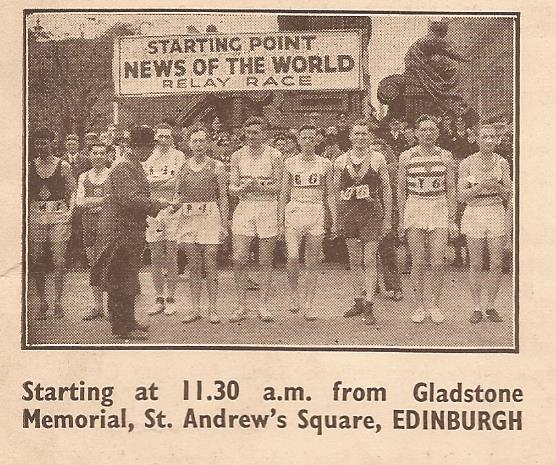 STARTING POINT
NEWS OF THE WORLD
RELAY RACE
Starting at 11.30 a.m. from Gladstone
Memorial, St. Andrew's Square, EDINBURGH